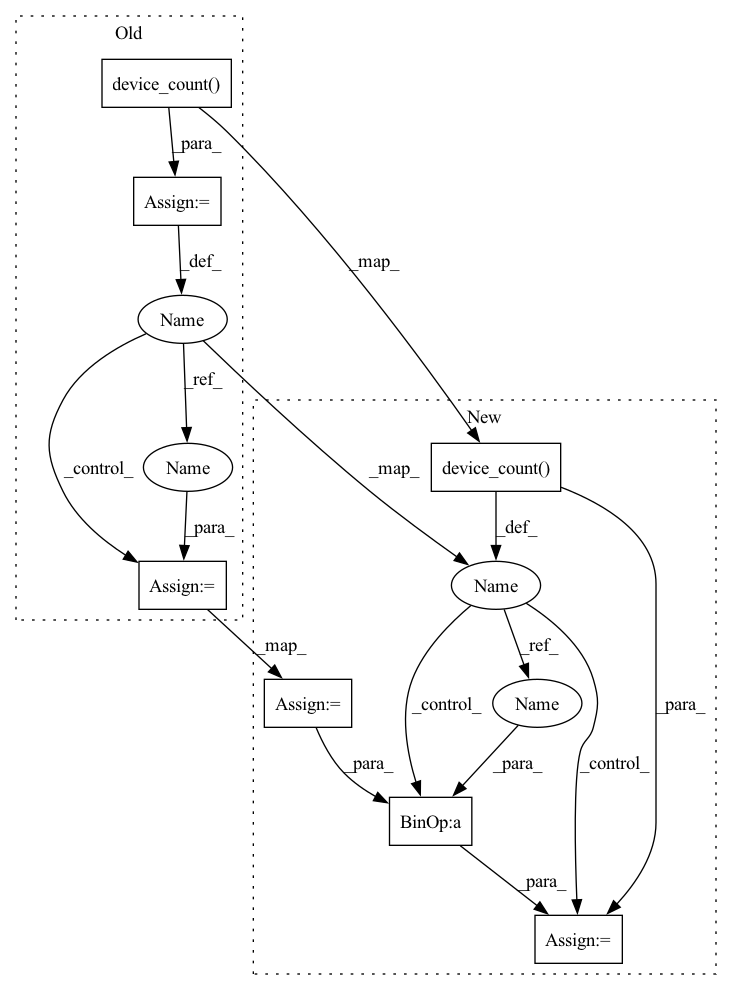 Old
device_count()
_para_
Assign:=
_def_
_map_
Name
_ref_
New
_control_
Name
_map_
device_count()
_para_
_def_
Assign:=
Name
_map_
_ref_
Assign:=
_control_
Name
_para_
_para_
_para_
_control_
BinOp:a
_para_
Assign:=